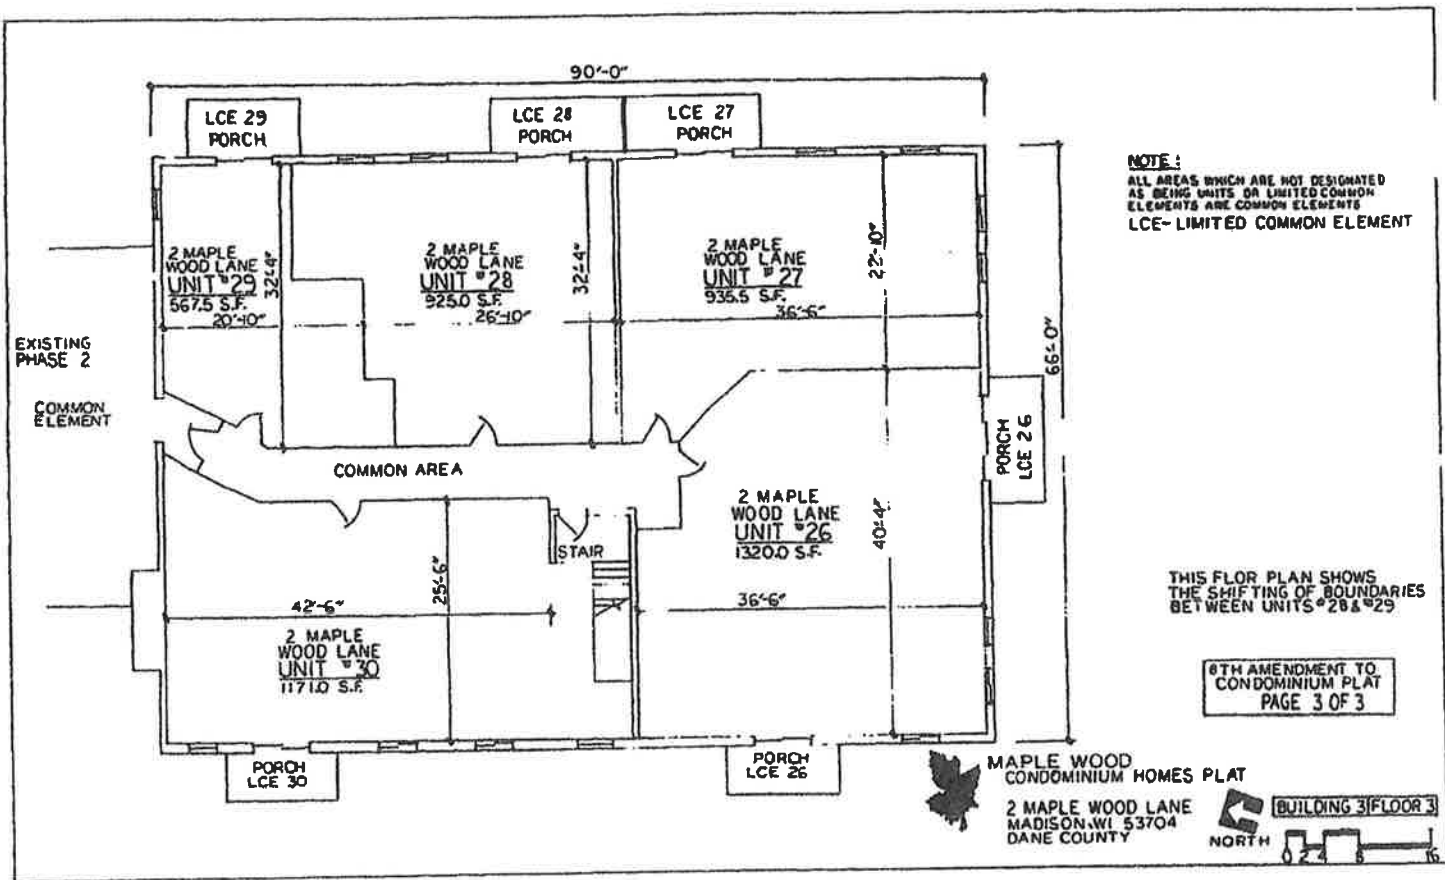 90'-0"
LCE 29
PORCH
LCE 28
PORCH
LCE 27
PORCH
NOTE:
ALL AREAS WHICH ARE NOT DESIGNATED
AS BEING UNITS OR LIMITED COMMON
ELEMENTS ARE COMMON ELEMENTS
LCE-LIMITED COMMON ELEMENT
2 MAPLE
WOOD LANE
UNIT #29
567.5 S.F.
20'-10"
32'-4"
2 MAPLE
WOOD LANE
UNIT #28
925.0 S.F.
26'-10"
32'-4"
2 MAPLE
WOOD LANE
UNIT #27
935.5 S.F.
36'-6"
22'-10"
66'-0"
EXISTING
PHASE 2
COMMON
ELEMENT
COMMON AREA
PORCH
LCE 26
2 MAPLE
WOOD LANE
UNIT #26
1320.0 S.F.
40'-4"
36'-6"
STAIR
25'-6"
42'-6"
2 MAPLE
WOOD LANE
UNIT #30
1171.0 S.F.
THIS FLOR PLAN SHOWS
THE SHIFTING OF BOUNDARIES
BETWEEN UNITS #28 & #29
TH AMENDMENT TO
CONDOMINIUM PLAT
PAGE 3 OF 3
PORCH
LCE 30
PORCH
LCE 26
MAPLE WOOD
CONDOMINIUM HOMES PLAT
2 MAPLE WOOD LANE
MADISON, WI 53704
DANE COUNTY
NORTH
BUILDING 3 FLOOR 3
0 2 4 8 16